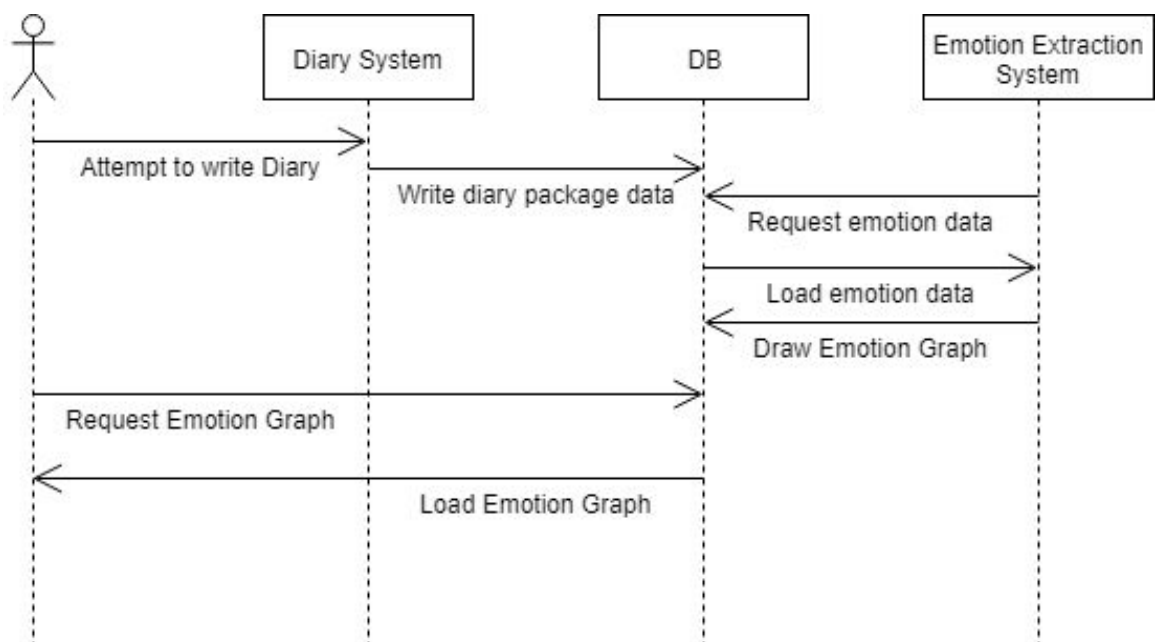 Diary System
DB
Emotion Extraction
System
Attempt to write Diary
Write diary package data
Request emotion data
Load emotion data
Draw Emotion Graph
Request Emotion Graph
Load Emotion Graph